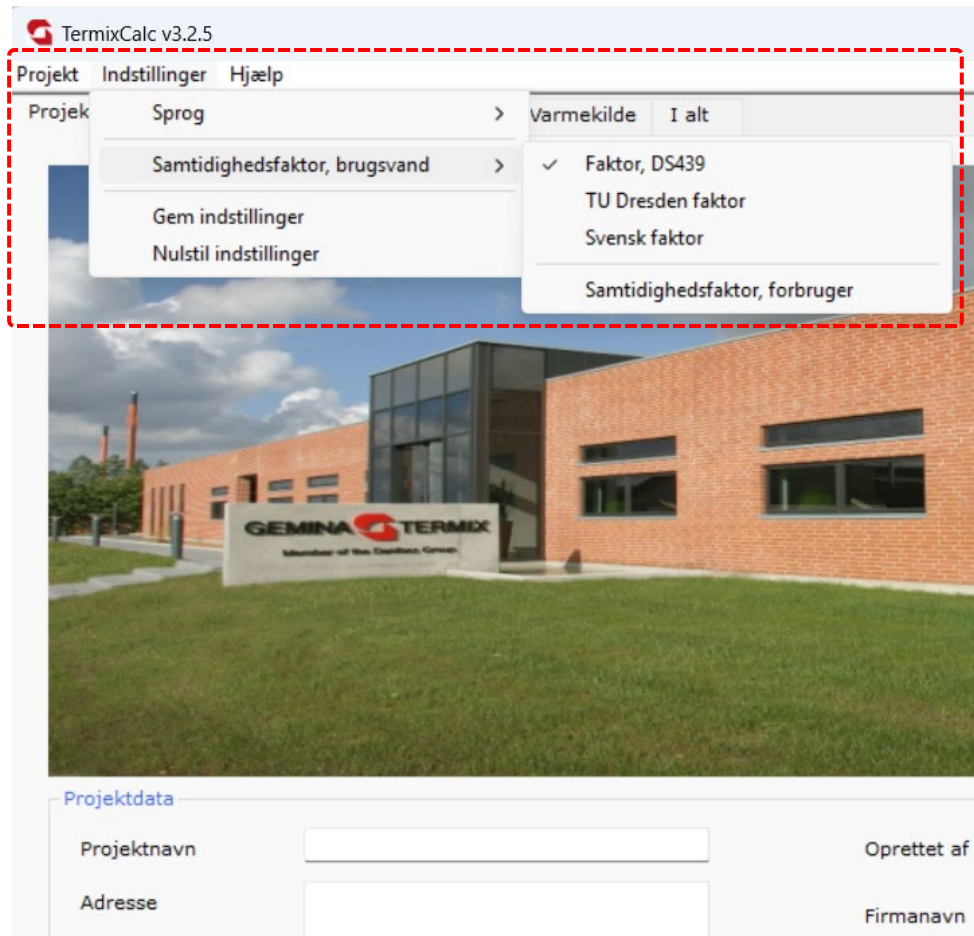 TermixCalc v3.2.5
Projekt Indstillinger Hjælp
Projek Varmekilde I alt
Sprog
Samtidighedsfaktor, brugsvand
Gem indstillinger
Nulstil indstillinger
Faktor, DS439
TU Dresden faktor
Svensk faktor
Samtidighedsfaktor, forbruger
GEMINA TERMIX
Member of the Danfoss Group
Projektdata
Projektnavn
Oprettet af
Adresse
Firmanavn